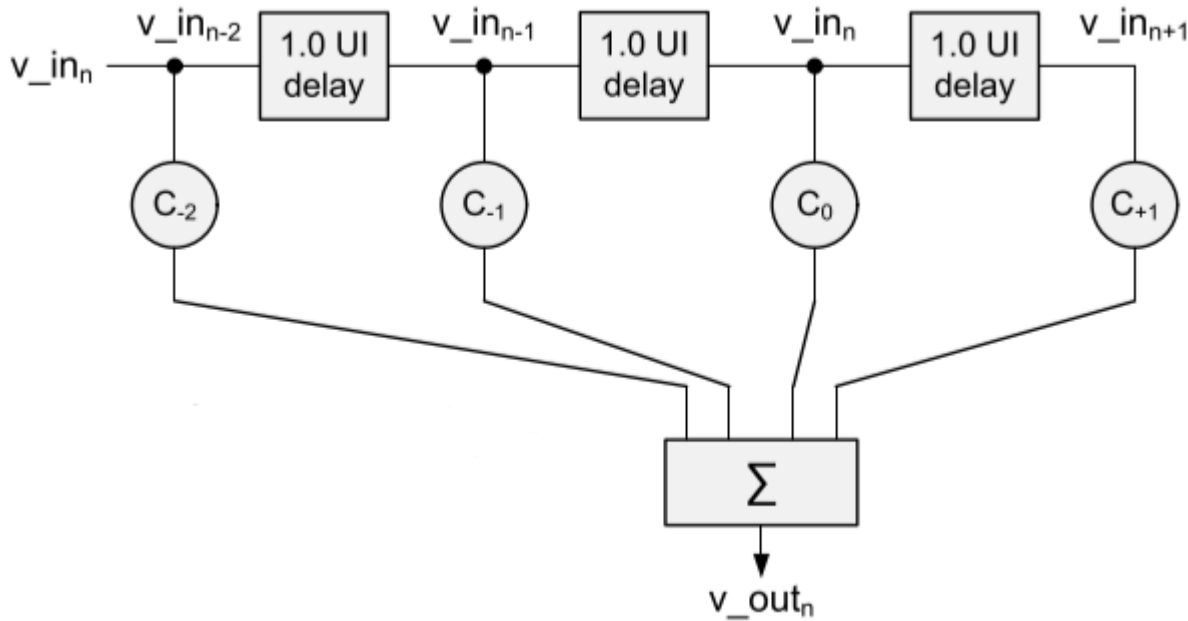 v_inₙ
v_inₙ₋₂
1.0 UI
delay
v_inₙ₋₁
1.0 UI
delay
v_inₙ
1.0 UI
delay
v_inₙ₊₁
C₋₂
C₋₁
C₀
C₊₁
Σ
v_outₙ